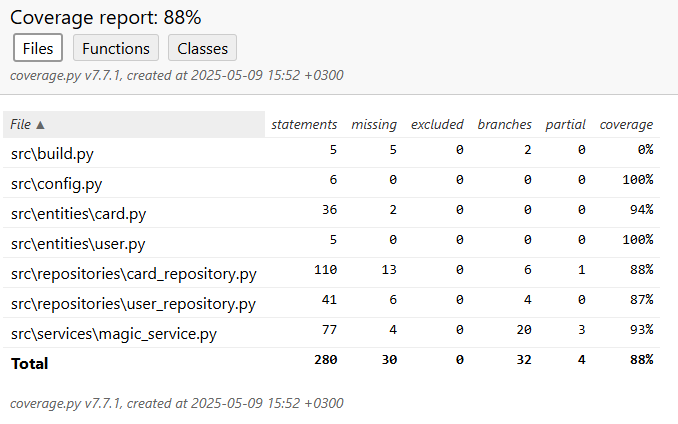 Coverage report: 88%
Files Functions Classes
coverage.py v7.7.1, created at 2025-05-09 15:52 +0300
File ▲ statements missing excluded branches partial coverage
src\build.py 5 5 0 2 0 0%
src\config.py 6 0 0 0 0 100%
src\entities\card.py 36 2 0 0 0 94%
src\entities\user.py 5 0 0 0 0 100%
src\repositories\card_repository.py 110 13 0 6 1 88%
src\repositories\user_repository.py 41 6 0 4 0 87%
src\services\magic_service.py 77 4 0 20 3 93%
Total 280 30 0 32 4 88%
coverage.py v7.7.1, created at 2025-05-09 15:52 +0300